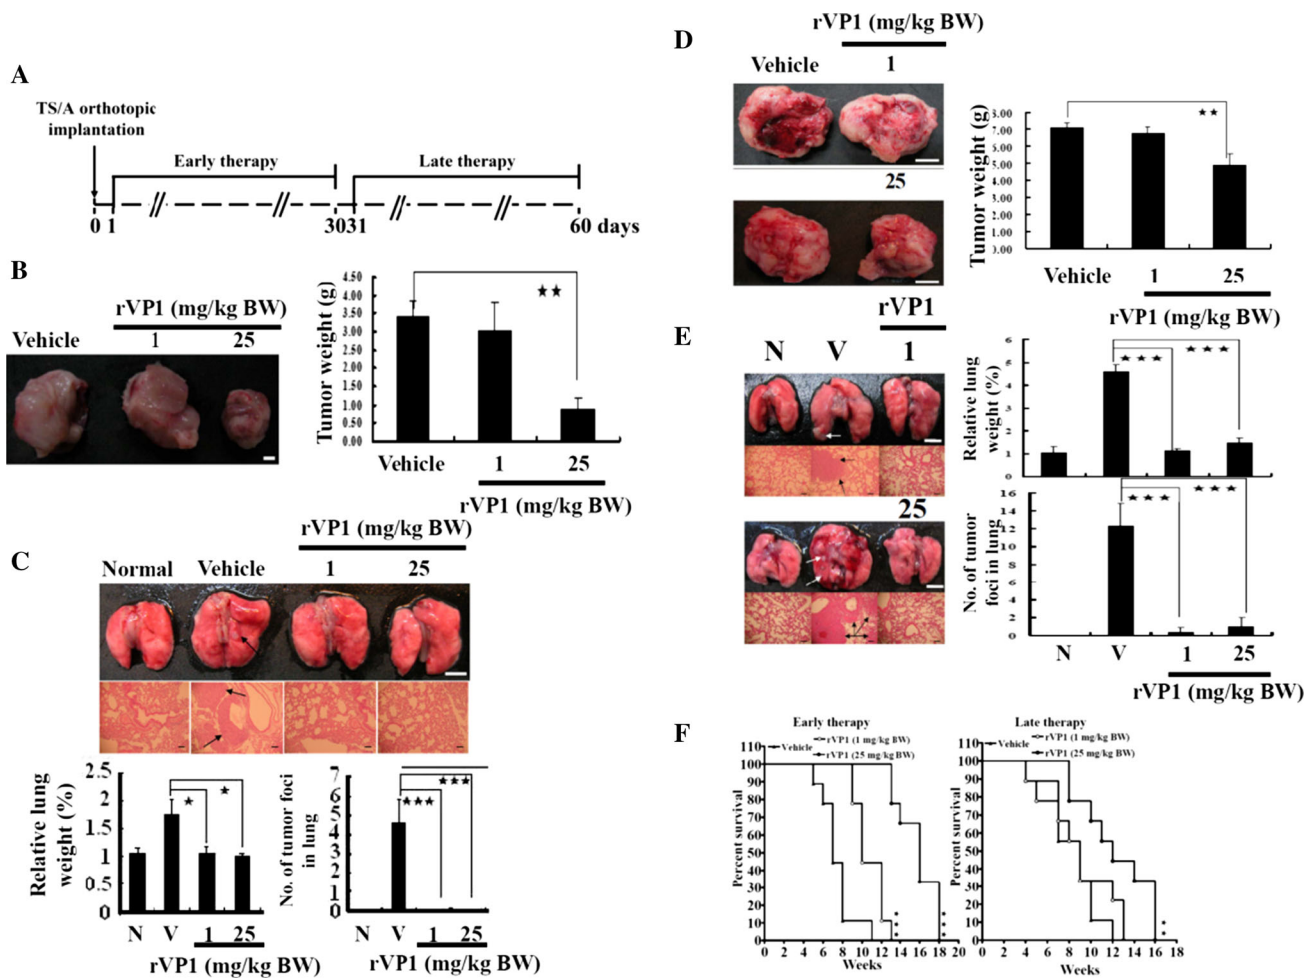 A
TS/A orthotopic
implantation
Early therapy
Late therapy
0 1
30 31
60 days
B
rVP1 (mg/kg BW)
Vehicle
1
25
Tumor weight (g)
4.50
4.00
3.50
3.00
2.50
2.00
1.50
1.00
0.50
0.00
★★
Vehicle
1
25
rVP1 (mg/kg BW)
C
rVP1 (mg/kg BW)
Normal
Vehicle
1
25
Relative lung
weight (%)
2.5
2
1.5
1
0.5
0
★
★
N
V
1
25
rVP1 (mg/kg BW)
No. of tumor foci
in lung
7
6
5
4
3
2
1
0
★★★
★★★
N
V
1
25
rVP1 (mg/kg BW)
D
rVP1 (mg/kg BW)
Vehicle
1
25
Tumor weight (g)
8.00
7.00
6.00
5.00
4.00
3.00
2.00
1.00
0.00
★★
Vehicle
1
25
rVP1 (mg/kg BW)
E
rVP1
N
V
1
25
Relative lung
weight (%)
6
5
4
3
2
1
0
★★★
★★★
No. of tumor
foci in lung
16
14
12
10
8
6
4
2
0
★★★
★★★
N
V
1
25
rVP1 (mg/kg BW)
F
Early therapy
Vehicle
rVP1 (1 mg/kg BW)
rVP1 (25 mg/kg BW)
Percent survival
110
100
90
80
70
60
50
40
30
20
10
0
0 2 4 6 8 10 12 14 16 18 20
Weeks
Late therapy
Vehicle
rVP1 (1 mg/kg BW)
rVP1 (25 mg/kg BW)
Percent survival
110
100
90
80
70
60
50
40
30
20
10
0
0 2 4 6 8 10 12 14 16 18
Weeks